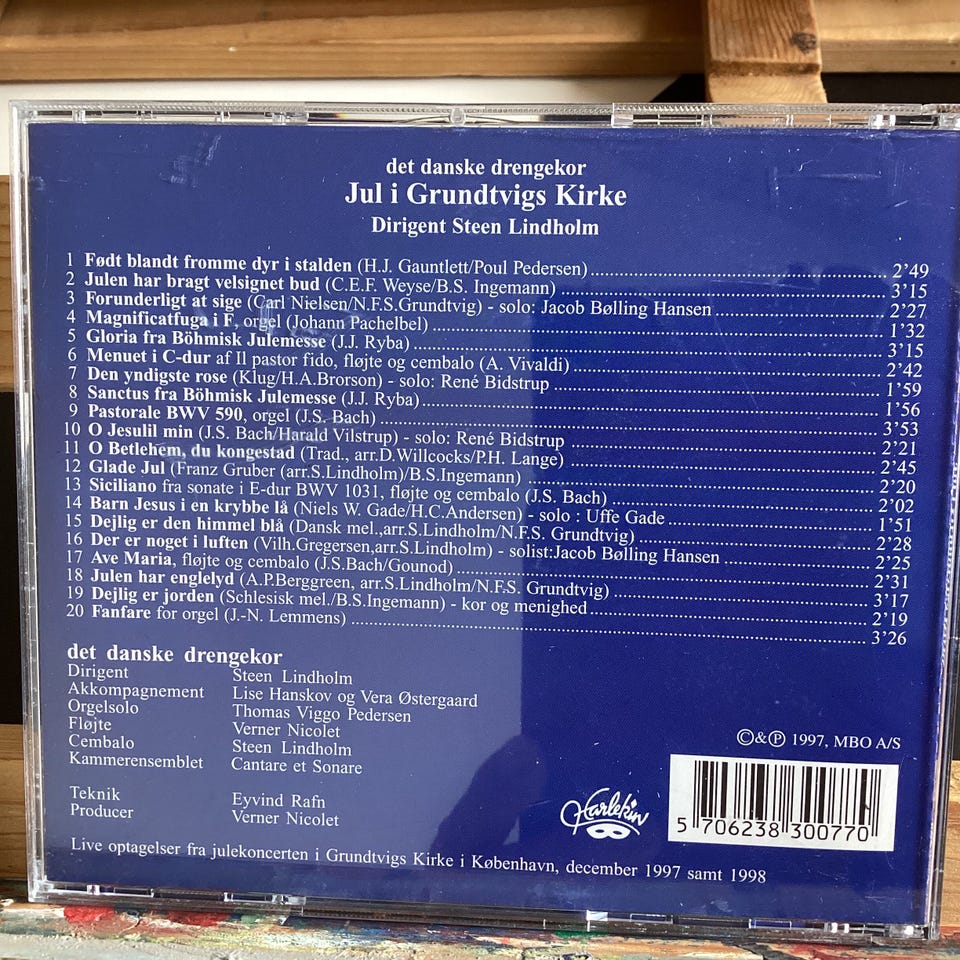 det danske drengekor
Jul i Grundtvigs Kirke
Dirigent Steen Lindholm
1 Født blandt fromme dyr i stalden (H.J. Gauntlett/Poul Pedersen) 2'49
2 Julen har bragt velsignet bud (C.E.F. Weyse/B.S. Ingemann) 3'15
3 Forunderligt at sige (Carl Nielsen/N.F.S.Grundtvig) - solo: Jacob Bølling Hansen 2'27
4 Magnificatfuga i F, orgel (Johann Pachelbel) 1'32
5 Gloria fra Böhmisk Julemesse (J.J. Ryba) 3'15
6 Menuet i C-dur af Il pastor fido, fløjte og cembalo (A. Vivaldi) 2'42
7 Den yndigste rose (Klug/H.A.Brorson) - solo: René Bidstrup 1'59
8 Sanctus fra Böhmisk Julemesse (J.J. Ryba) 1'56
9 Pastorale BWV 590, orgel (J.S. Bach) 3'53
10 O Jesulil min (J.S. Bach/Harald Vilstrup) - solo: René Bidstrup 2'21
11 O Betlehem, du kongestad (Trad., arr.D.Willcocks/P.H. Lange) 2'45
12 Glade Jul (Franz Gruber (arr.S.Lindholm)/B.S.Ingemann) 2'20
13 Siciliano fra sonate i E-dur BWV 1031, fløjte og cembalo (J.S. Bach) 2'02
14 Barn Jesus i en krybbe lå (Niels W. Gade/H.C.Andersen) - solo : Uffe Gade 1'51
15 Dejlig er den himmel blå (Dansk mel.,arr.S.Lindholm/N.F.S. Grundtvig) 2'28
16 Der er noget i luften (Vilh.Gregersen,arr.S.Lindholm) - solist:Jacob Bølling Hansen 2'25
17 Ave Maria, fløjte og cembalo (J.S.Bach/Gounod) 2'31
18 Julen har englelyd (A.P.Berggreen, arr.S.Lindholm/N.F.S. Grundtvig) 3'17
19 Dejlig er jorden (Schlesisk mel./B.S.Ingemann) - kor og menighed 2'19
20 Fanfare for orgel (J.-N. Lemmens) 3'26
det danske drengekor
Dirigent Steen Lindholm
Akkompagnement Lise Hanskov og Vera Østergaard
Orgelsolo Thomas Viggo Pedersen
Fløjte Verner Nicolet
Cembalo Steen Lindholm
Kammerensemblet Cantare et Sonare
Teknik Eyvind Rafn
Producer Verner Nicolet
©&℗ 1997, MBO A/S
Harlekin
5 706238 300770
Live optagelser fra julekoncerten i Grundtvigs Kirke i København, december 1997 samt 1998